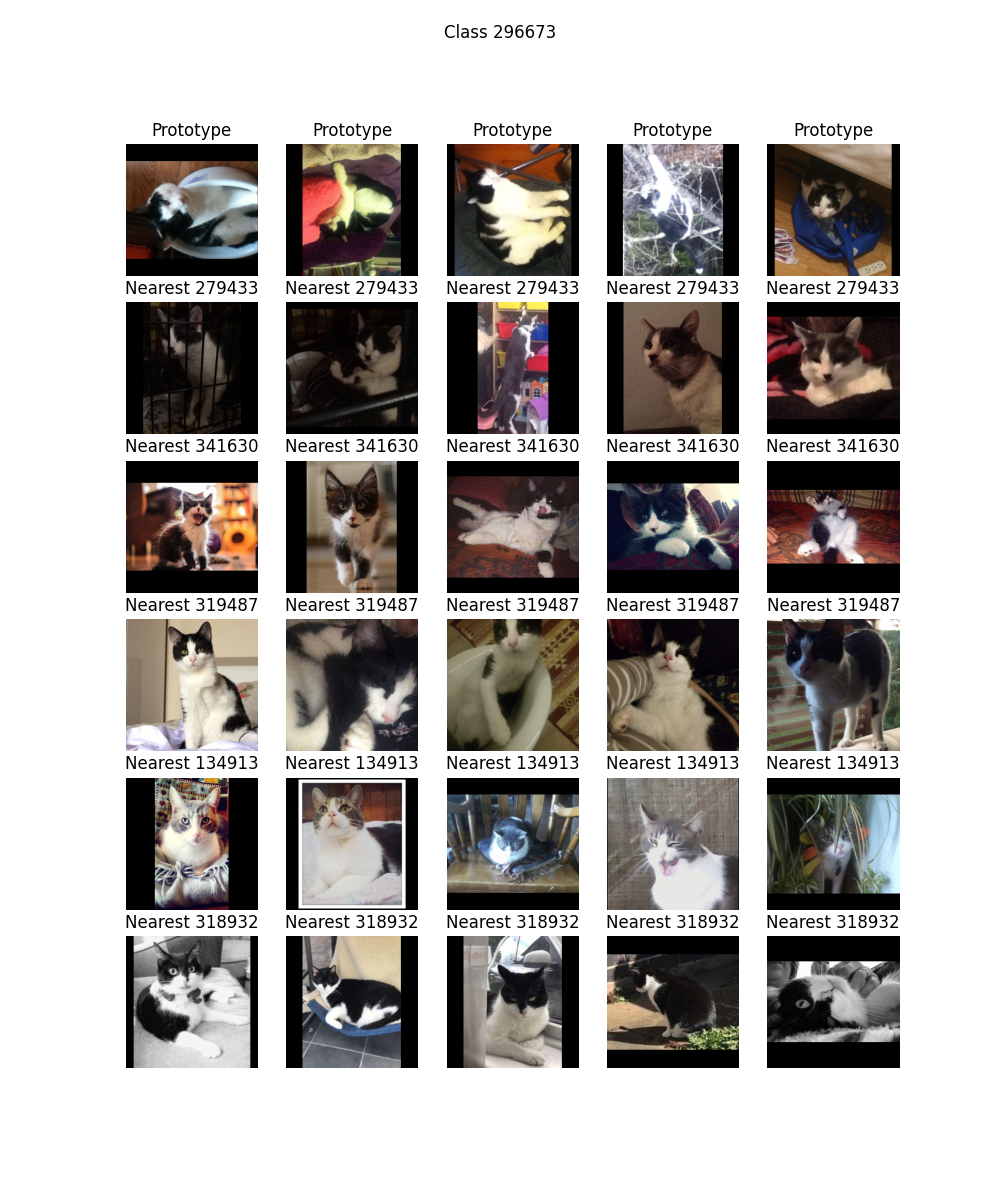 Class 296673
Prototype Prototype Prototype Prototype Prototype
Nearest 279433 Nearest 279433 Nearest 279433 Nearest 279433 Nearest 279433
Nearest 341630 Nearest 341630 Nearest 341630 Nearest 341630 Nearest 341630
Nearest 319487 Nearest 319487 Nearest 319487 Nearest 319487 Nearest 319487
Nearest 134913 Nearest 134913 Nearest 134913 Nearest 134913 Nearest 134913
Nearest 318932 Nearest 318932 Nearest 318932 Nearest 318932 Nearest 318932